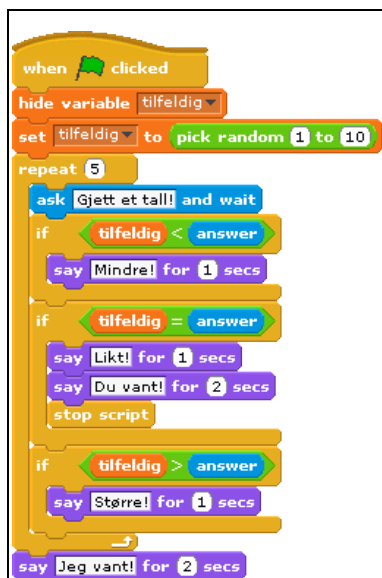 when clicked
hide variable tilfeldig
set tilfeldig to pick random 1 to 10
repeat 5
ask Gjett et tall! and wait
if tilfeldig < answer
say Mindre! for 1 secs
if tilfeldig = answer
say Likt! for 1 secs
say Du vant! for 2 secs
stop script
if tilfeldig > answer
say Større! for 1 secs
say Jeg vant! for 2 secs